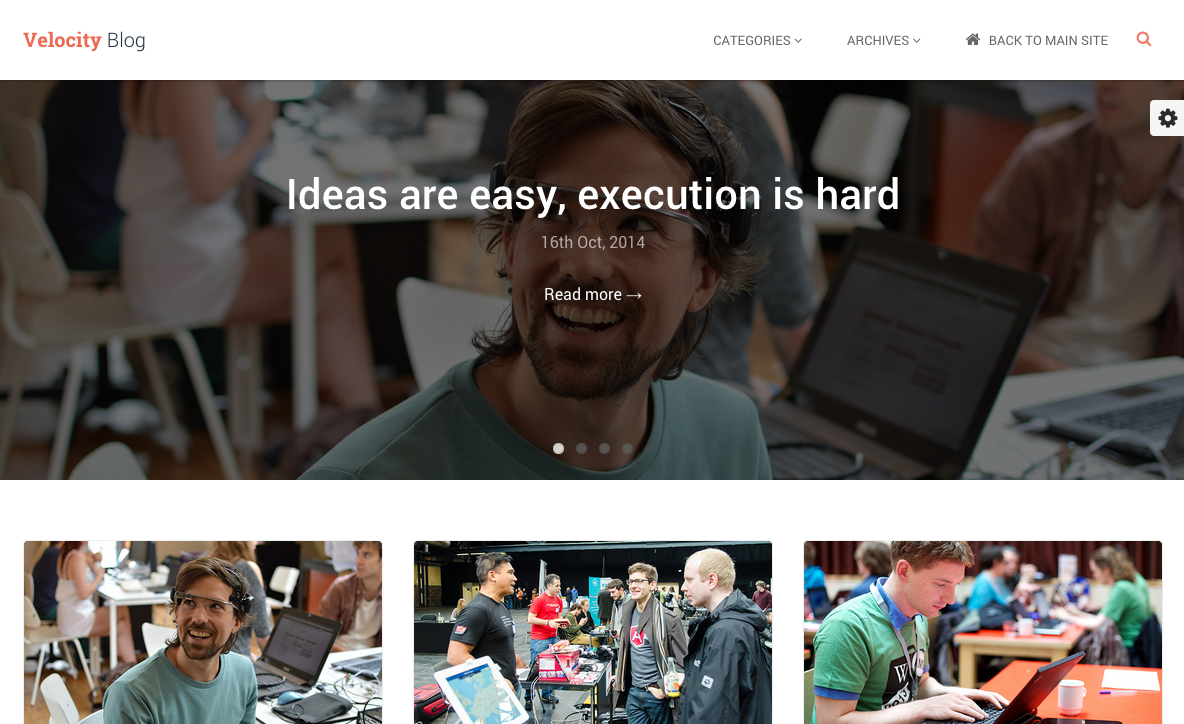 Velocity Blog
CATEGORIES
ARCHIVES
BACK TO MAIN SITE
Ideas are easy, execution is hard
16th Oct, 2014
Read more →